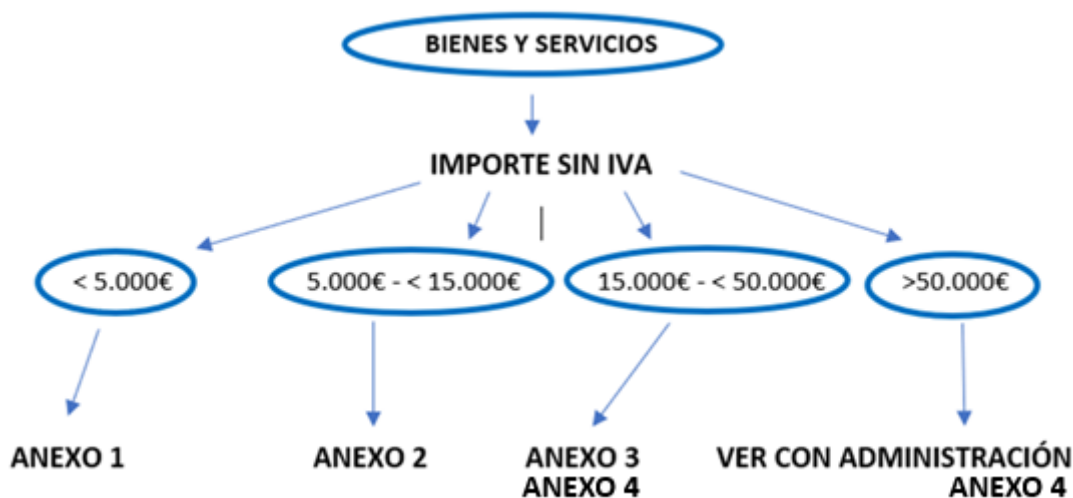 BIENES Y SERVICIOS
IMPORTE SIN IVA
< 5.000€
5.000€ - < 15.000€
15.000€ - < 50.000€
>50.000€
ANEXO 1
ANEXO 2
ANEXO 3
ANEXO 4
VER CON ADMINISTRACIÓN
ANEXO 4